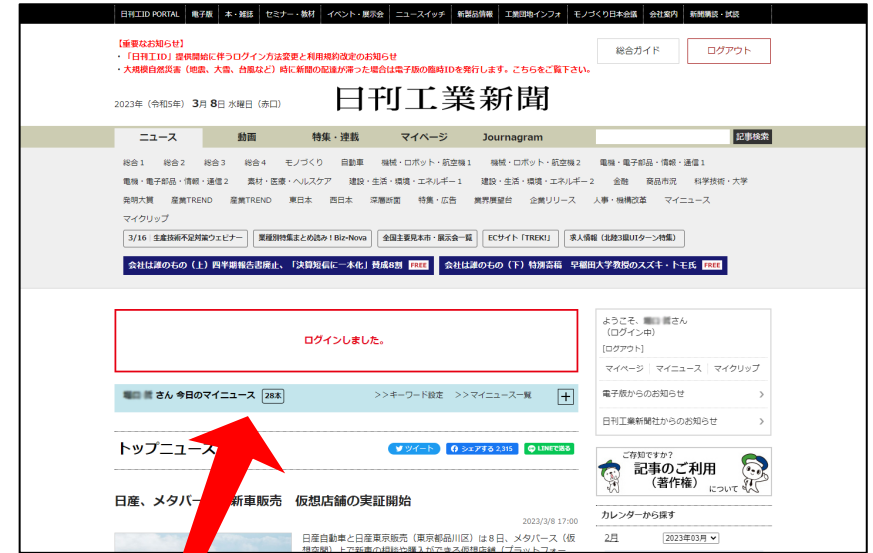 日刊工ID PORTAL 電子版 本・雑誌 セミナー・教材 イベント・展示会 ニュースイッチ 新製品情報 工業団地インフォ モノづくり日本会議 会社案内 新聞購読・試読
【重要なお知らせ】
・「日刊工ID」提供開始に伴うログイン方法変更と利用規約改定のお知らせ
・大規模自然災害（地震、大雪、台風など）時に新聞の配達が滞った場合は電子版の臨時IDを発行します。こちらをご覧下さい。
総合ガイド ログアウト
2023年（令和5年） 3月 8日 水曜日（赤口）
日刊工業新聞
ニュース 動画 特集・連載 マイページ Journagram 記事検索
総合1 総合2 総合3 総合4 モノづくり 自動車 機械・ロボット・航空機1 機械・ロボット・航空機2 電機・電子部品・情報・通信1
電機・電子部品・情報・通信2 素材・医療・ヘルスケア 建設・生活・環境・エネルギー1 建設・生活・環境・エネルギー2 金融 商品市況 科学技術・大学
発明大賞 産業TREND 産業TREND 東日本 西日本 深層断面 特集・広告 業界展望台 企業リリース 人事・機構改革 マイニュース
マイクリップ
3/16 生産技術不足対策ウェビナー 業種別特集まとめ読み！Biz-Nova 全国主要見本市・展示会一覧 ECサイト「TREK!」 求人情報（北陸3県UIターン特集）
会社は誰のもの（上）四半期報告書廃止、「決算短信に一本化」賛成8割 FREE 会社は誰のもの（下）特別寄稿 早稲田大学教授のスズキ・トモ氏 FREE
ログインしました。
さん 今日のマイニュース 28本 >>キーワード設定 >>マイニュース一覧 +
トップニュース ツイート シェアする 2,315 LINEで送る
日産、メタバー 新車販売 仮想店舗の実証開始
2023/3/8 17:00
日産自動車と日産東京販売（東京都品川区）は8日、メタバース（仮
想空間）上で新車の相談や購入ができる仮想店舗（プラットフォー
ようこそ、 さん
（ログイン中）
[ログアウト]
マイページ マイニュース マイクリップ
電子版からのお知らせ
日刊工業新聞社からのお知らせ
ご存知ですか？
記事のご利用
（著作権） について
カレンダーから探す
2月 2023年03月